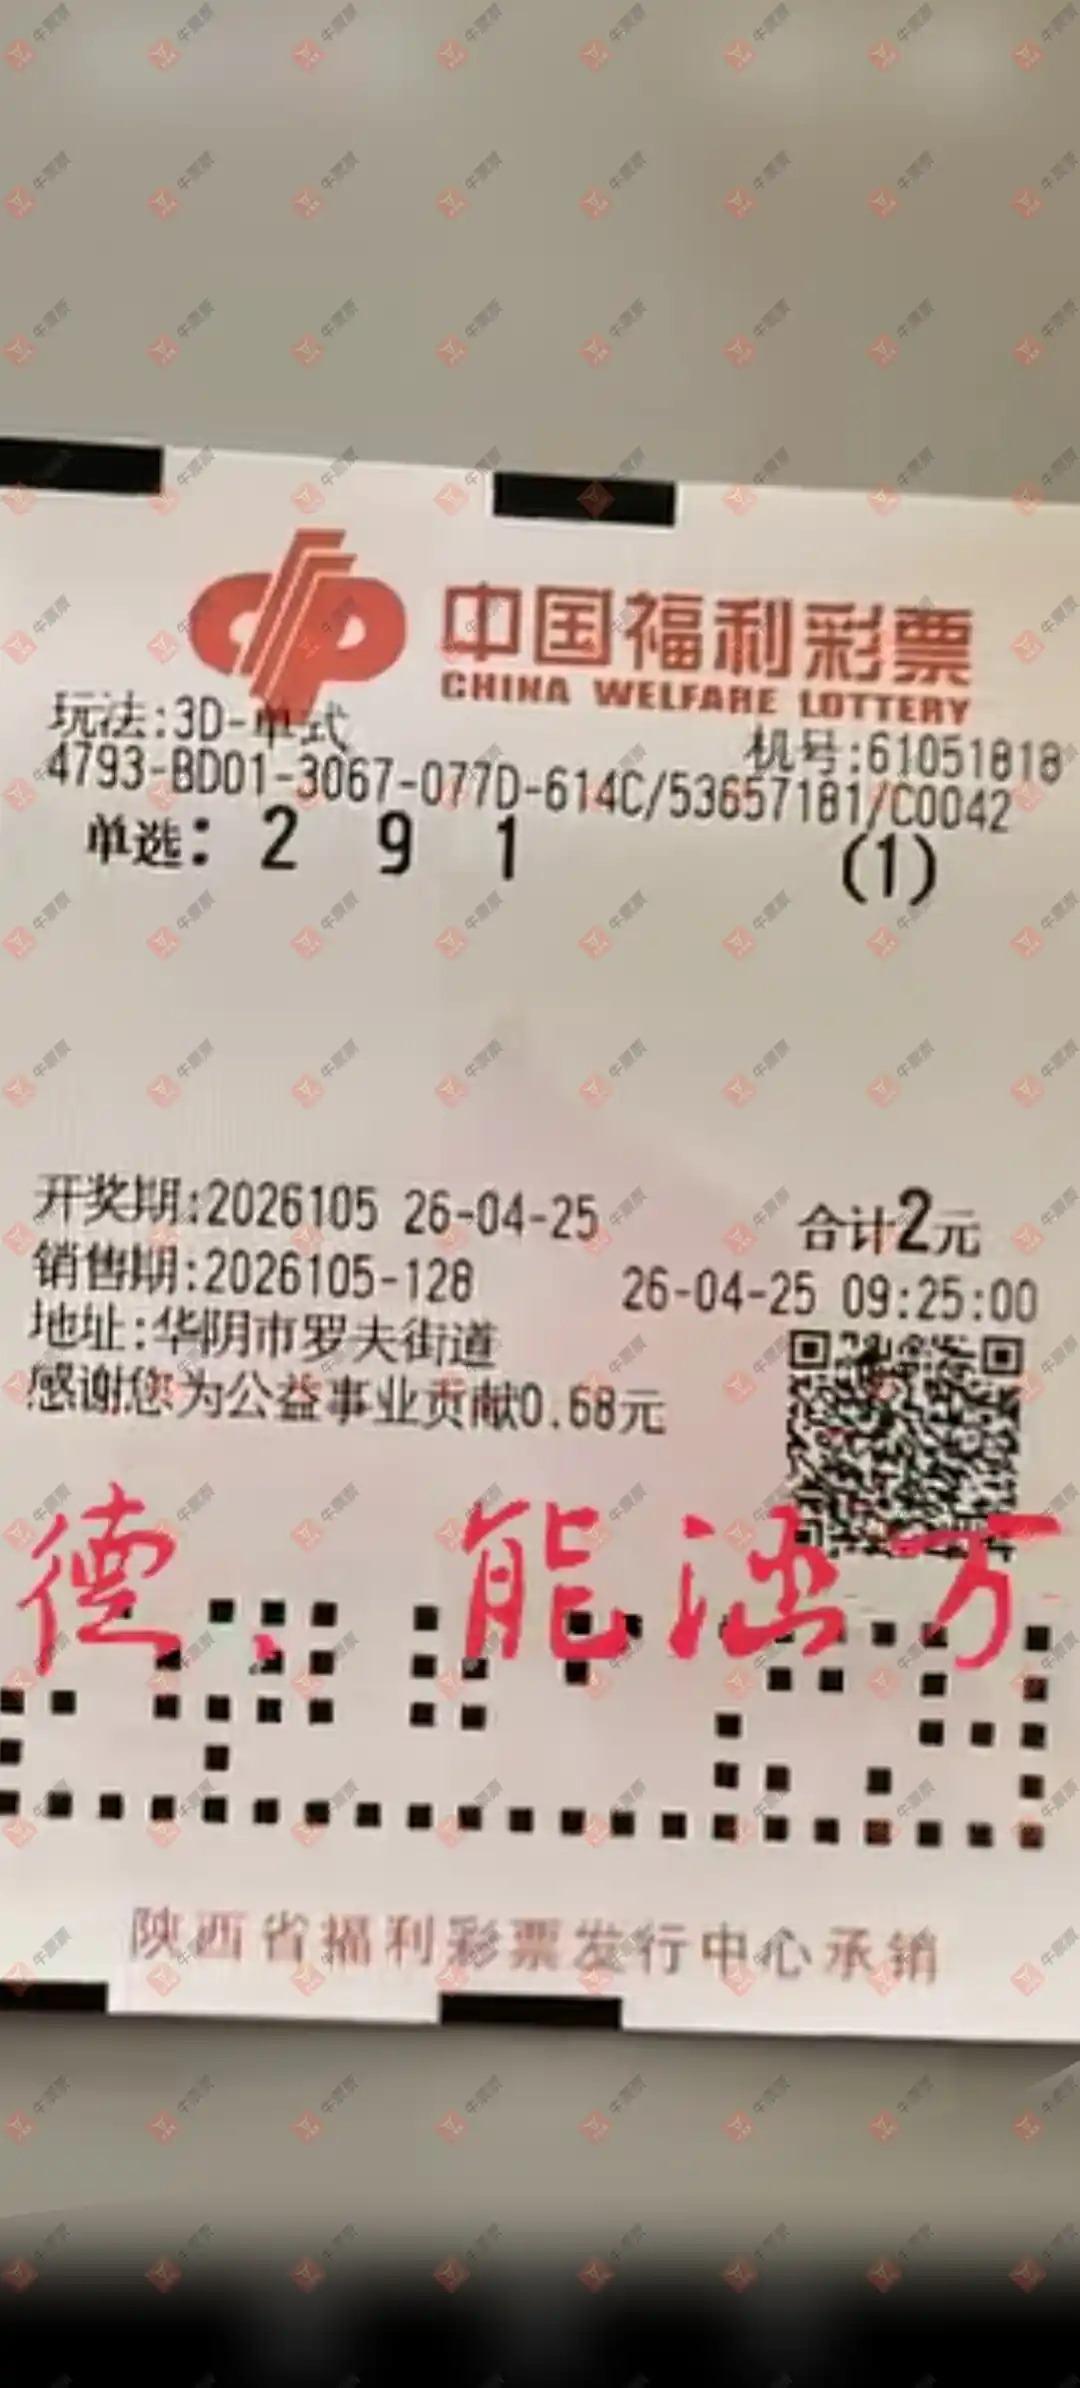 中国福利彩票
CHINA WELFARE LOTTERY
玩法:3D-单式
机号:61051818
4793-BD01-3067-077D-614C/53657181/C0042
单选: 2 9 1 (1)
开奖期:2026105 26-04-25
合计2元
销售期:2026105-128 26-04-25 09:25:00
地址:华阴市罗夫街道
感谢您为公益事业贡献0.68元
德、能涵万
陕西省福利彩票发行中心承销
牛票票